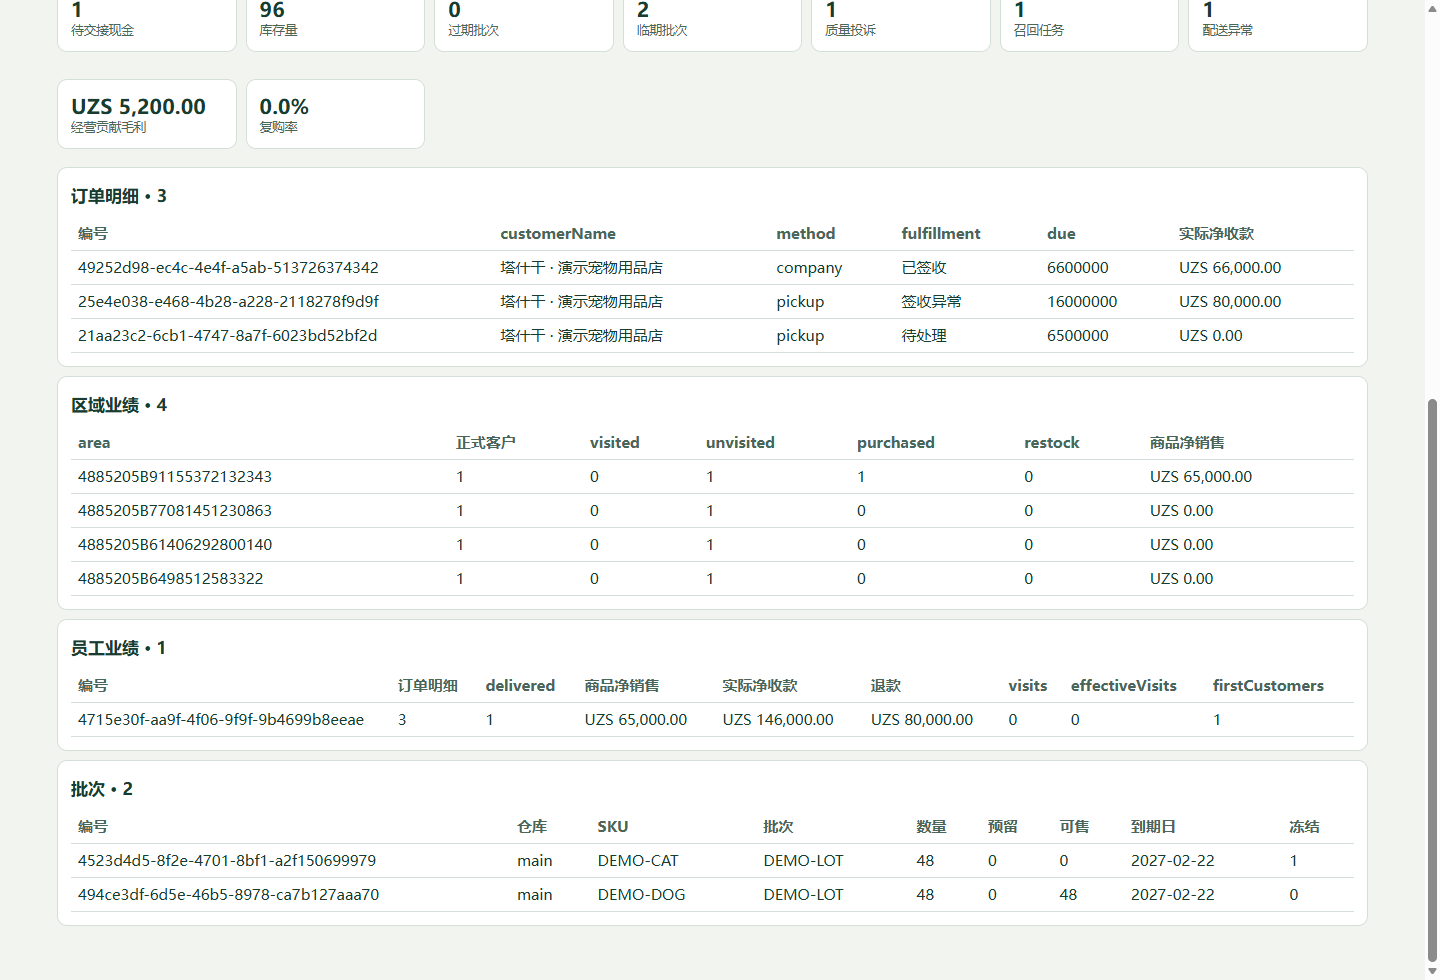 1 96 0 2 1 1 1
待交接现金 库存量 过期批次 临期批次 质量投诉 召回任务 配送异常
UZS 5,200.00 0.0%
经营贡献毛利 复购率
订单明细 • 3
编号 customerName method fulfillment due 实际净收款
49252d98-ec4c-4e4f-a5ab-513726374342 塔什干 · 演示宠物用品店 company 已签收 6600000 UZS 66,000.00
25e4e038-e468-4b28-a228-2118278f9d9f 塔什干 · 演示宠物用品店 pickup 签收异常 16000000 UZS 80,000.00
21aa23c2-6cb1-4747-8a7f-6023bd52bf2d 塔什干 · 演示宠物用品店 pickup 待处理 6500000 UZS 0.00
区域业绩 • 4
area 正式客户 visited unvisited purchased restock 商品净销售
4885205B91155372132343 1 0 1 1 0 UZS 65,000.00
4885205B77081451230863 1 0 1 0 0 UZS 0.00
4885205B61406292800140 1 0 1 0 0 UZS 0.00
4885205B6498512583322 1 0 1 0 0 UZS 0.00
员工业绩 • 1
编号 订单明细 delivered 商品净销售 实际净收款 退款 visits effectiveVisits firstCustomers
4715e30f-aa9f-4f06-9f9f-9b4699b8eeae 3 1 UZS 65,000.00 UZS 146,000.00 UZS 80,000.00 0 0 1
批次 • 2
编号 仓库 SKU 批次 数量 预留 可售 到期日 冻结
4523d4d5-8f2e-4701-8bf1-a2f150699979 main DEMO-CAT DEMO-LOT 48 0 0 2027-02-22 1
494ce3df-6d5e-46b5-8978-ca7b127aaa70 main DEMO-DOG DEMO-LOT 48 0 48 2027-02-22 0